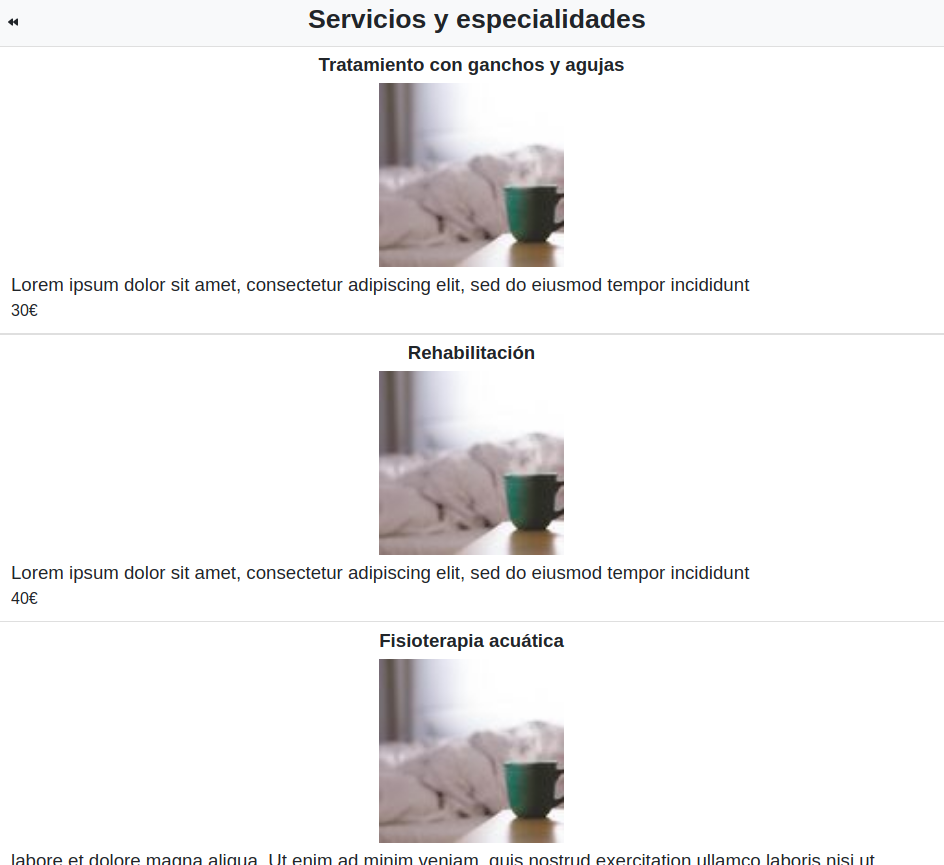 Servicios y especialidades
Tratamiento con ganchos y agujas
Lorem ipsum dolor sit amet, consectetur adipiscing elit, sed do eiusmod tempor incididunt
30€
Rehabilitación
Lorem ipsum dolor sit amet, consectetur adipiscing elit, sed do eiusmod tempor incididunt
40€
Fisioterapia acuática
labore et dolore magna aliqua. Ut enim ad minim veniam, quis nostrud exercitation ullamco laboris nisi ut